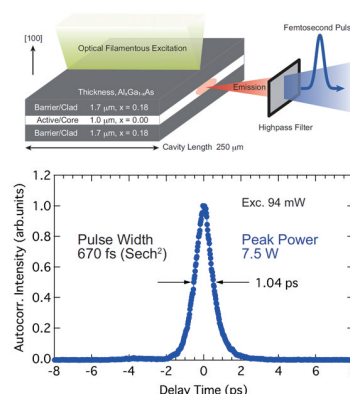 [100]
Optical Filamentous Excitation
Femtosecond Puls
Thickness, AlxGa1-xAs
Emission
Barrier/Clad 1.7 μm, x = 0.18
Active/Core 1.0 μm, x = 0.00
Barrier/Clad 1.7 μm, x = 0.18
Highpass Filter
Cavity Length 250 μm
Autocorr. Intensity (arb.units)
1.0
0.8
0.6
0.4
0.2
0.0
Exc. 94 mW
Pulse Width
670 fs (Sech²)
Peak Power
7.5 W
1.04 ps
-8 -6 -4 -2 0 2 4 6 8
Delay Time (ps)